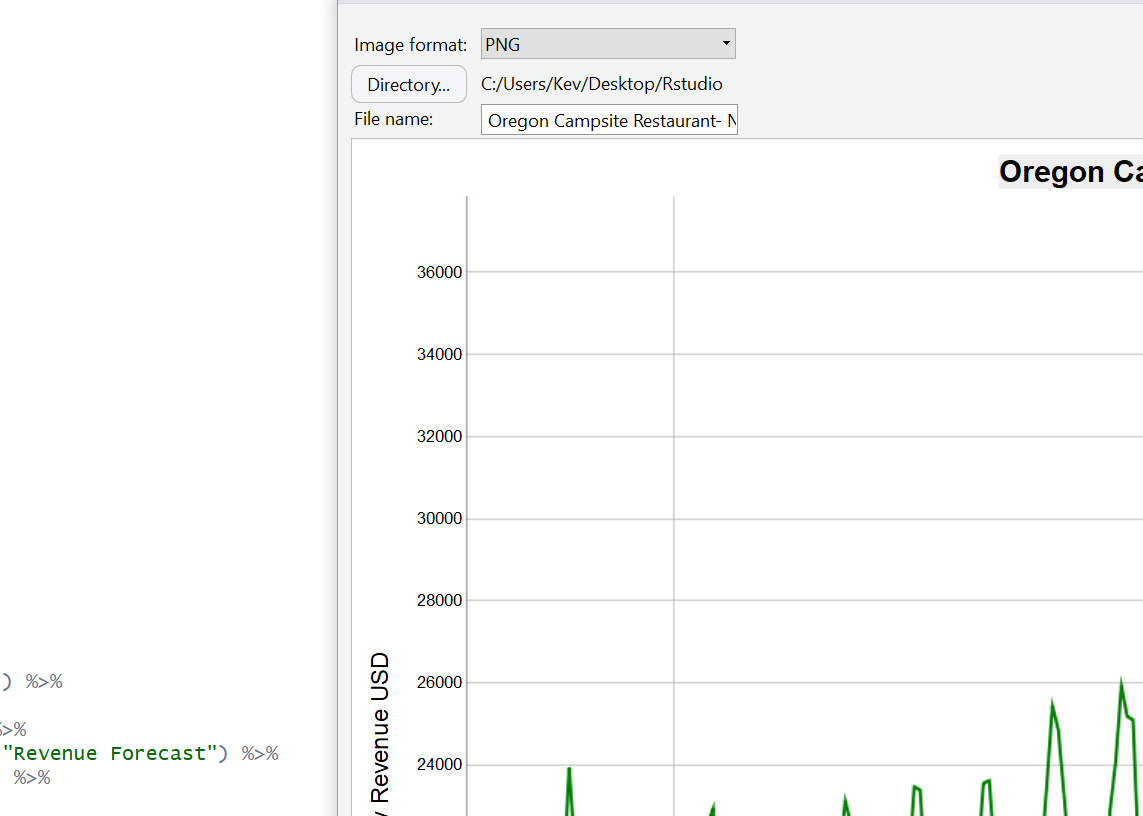 Image format: PNG
Directory... C:/Users/Kev/Desktop/Rstudio
File name: Oregon Campsite Restaurant-
Oregon
36000
34000
32000
30000
28000
26000
24000
Revenue USD
) %>%
%>%
"Revenue Forecast") %>%
%>%